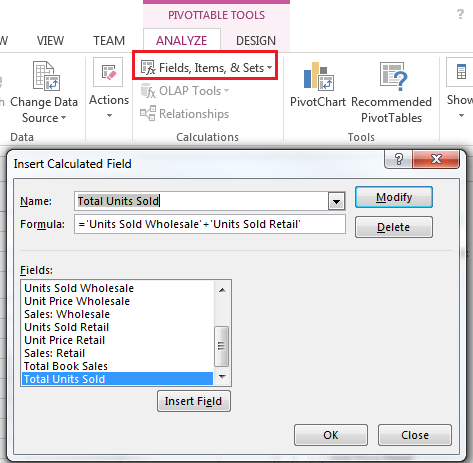 PIVOTTABLE TOOLS
W VIEW TEAM ANALYZE DESIGN
Fields, Items, & Sets
Change Data Source
Actions
OLAP Tools
Relationships
PivotChart
Recommended PivotTables
Show
Data Calculations Tools
Insert Calculated Field
?
Name: Total Units Sold
Modify
Formula: ='Units Sold Wholesale'+'Units Sold Retail'
Delete
Fields:
Units Sold Wholesale
Unit Price Wholesale
Sales: Wholesale
Units Sold Retail
Unit Price Retail
Sales: Retail
Total Book Sales
Total Units Sold
Insert Field
OK Close